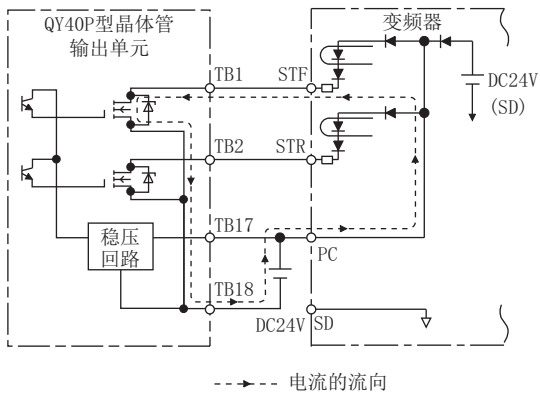 QY40P型晶体管
输出单元
变频器
TB1
STF
DC24V
(SD)
TB2
STR
TB17
稳压
回路
PC
TB18
DC24V
SD
电流的流向